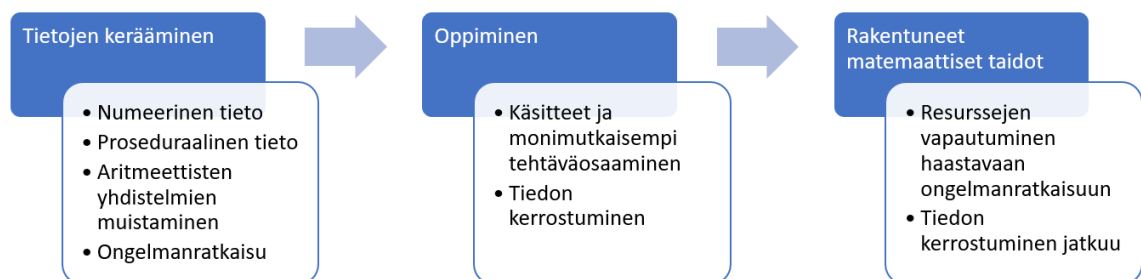 Tietojen kerääminen
• Numeerinen tieto
• Proseduraalinen tieto
• Aritmeettisten
yhdistelmien
muistaminen
• Ongelmanratkaisu
Oppiminen
• Käsitteet ja
monimutkaisempi
tehtäväosaaminen
• Tiedon
kerrostuminen
Rakentuneet
matemaattiset taidot
• Resurssejen
vapautuminen
haastavaan
ongelmanratkaisuun
• Tiedon
kerrostuminen jatkuu